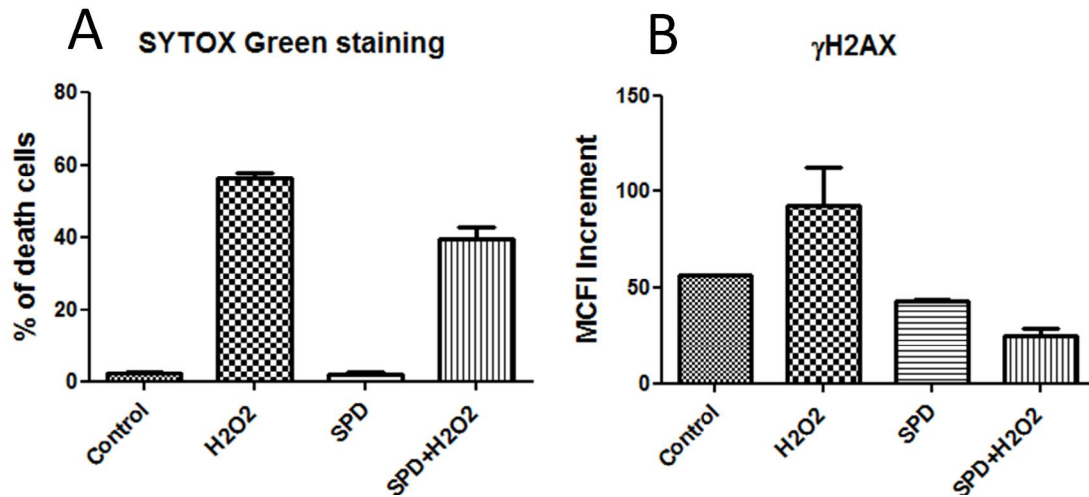 A
SYTOX Green staining
% of death cells
80
60
40
20
0
Control
H2O2
SPD
SPD+H2O2
B
γH2AX
MCFI Increment
150
100
50
0
Control
H2O2
SPD
SPD+H2O2